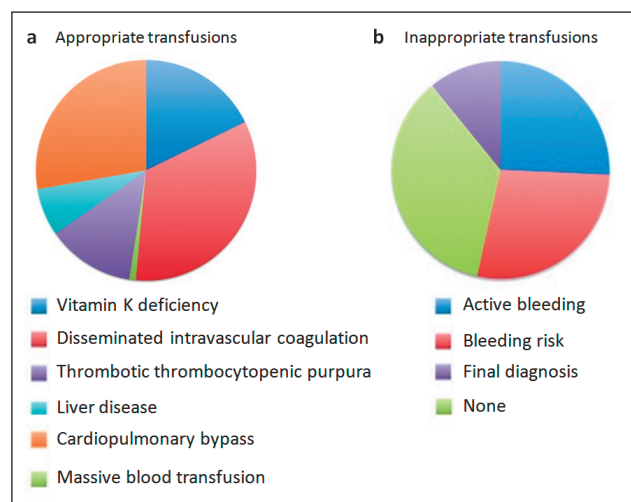 a Appropriate transfusions
b Inappropriate transfusions
Vitamin K deficiency
Disseminated intravascular coagulation
Thrombotic thrombocytopenic purpura
Liver disease
Cardiopulmonary bypass
Massive blood transfusion
Active bleeding
Bleeding risk
Final diagnosis
None